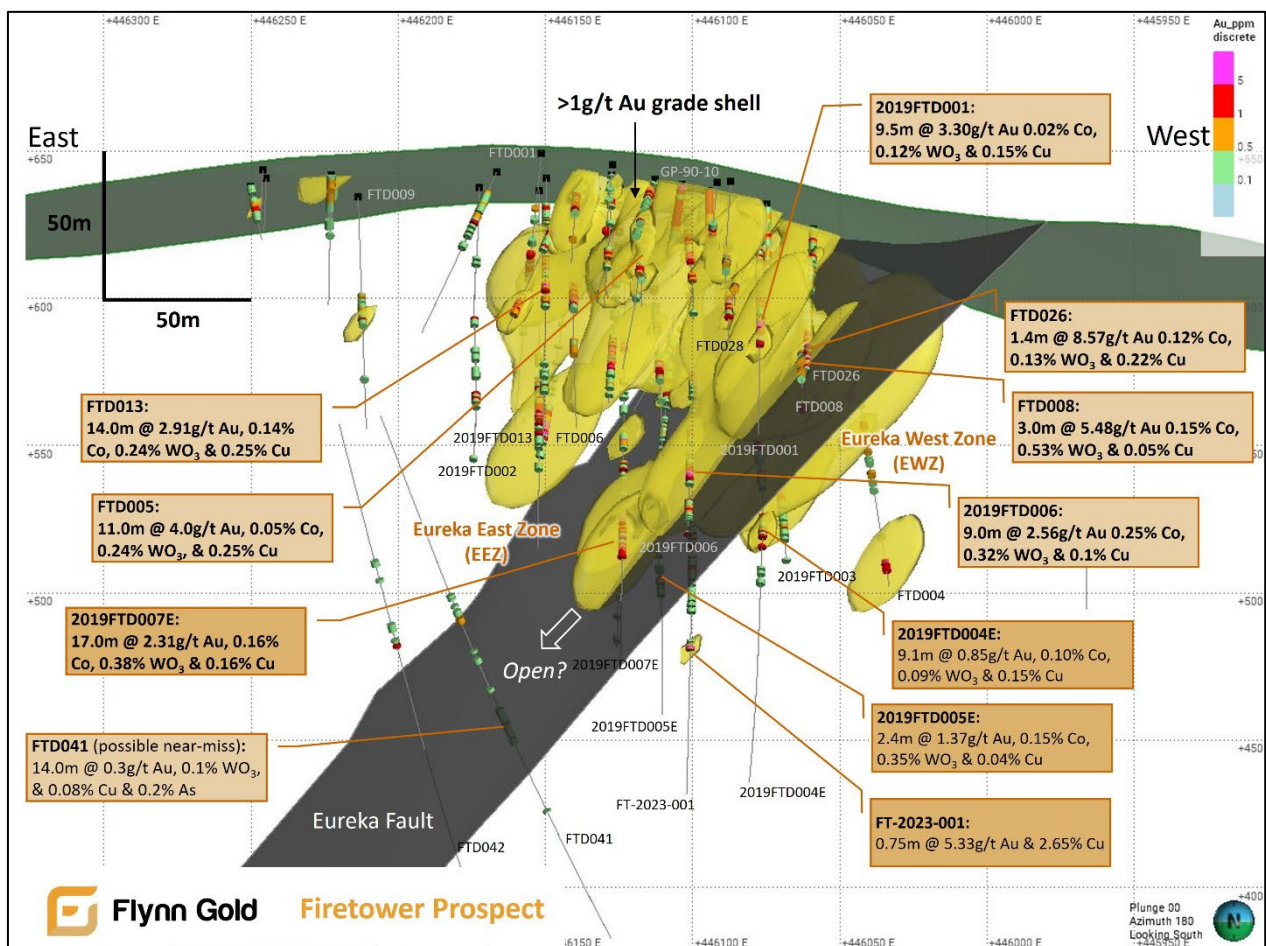 +446300 E
+446250 E
+446200 E
+446150 E
+446100 E
+446050 E
+446000 E
+445950 E
Au_ppm
discrete
5
1
0.5
0.1
East
West
>1g/t Au grade shell
+650
+650
50m
50m
+600
+550
+500
+500
+450
+400
+400
FTD001
FTD009
GP-90-10
2019FTD001:
9.5m @ 3.30g/t Au 0.02% Co,
0.12% WO₃ & 0.15% Cu
FTD026:
1.4m @ 8.57g/t Au 0.12% Co,
0.13% WO₃ & 0.22% Cu
FTD028
FTD026
FTD008
FTD008:
3.0m @ 5.48g/t Au 0.15% Co,
0.53% WO₃ & 0.05% Cu
FTD013:
14.0m @ 2.91g/t Au, 0.14%
Co, 0.24% WO₃ & 0.25% Cu
2019FTD013
FTD006
2019FTD002
2019FTD001
Eureka West Zone
(EWZ)
FTD005:
11.0m @ 4.0g/t Au, 0.05% Co,
0.24% WO₃, & 0.25% Cu
Eureka East Zone
(EEZ)
2019FTD006
2019FTD006:
9.0m @ 2.56g/t Au 0.25% Co,
0.32% WO₃ & 0.1% Cu
2019FTD003
FTD004
2019FTD007E:
17.0m @ 2.31g/t Au, 0.16%
Co, 0.38% WO₃ & 0.16% Cu
2019FTD004E:
9.1m @ 0.85g/t Au, 0.10% Co,
0.09% WO₃ & 0.15% Cu
Open?
2019FTD007E
2019FTD005E
2019FTD005E:
2.4m @ 1.37g/t Au, 0.15% Co,
0.35% WO₃ & 0.04% Cu
FTD041 (possible near-miss):
14.0m @ 0.3g/t Au, 0.1% WO₃,
& 0.08% Cu & 0.2% As
2019FTD004E
FT-2023-001
FT-2023-001:
0.75m @ 5.33g/t Au & 2.65% Cu
Eureka Fault
FTD042
FTD041
Flynn Gold
Firetower Prospect
Plunge 00
Azimuth 180
Looking South
N
+446100 E
+446050 E
+446000 E
+445950 E